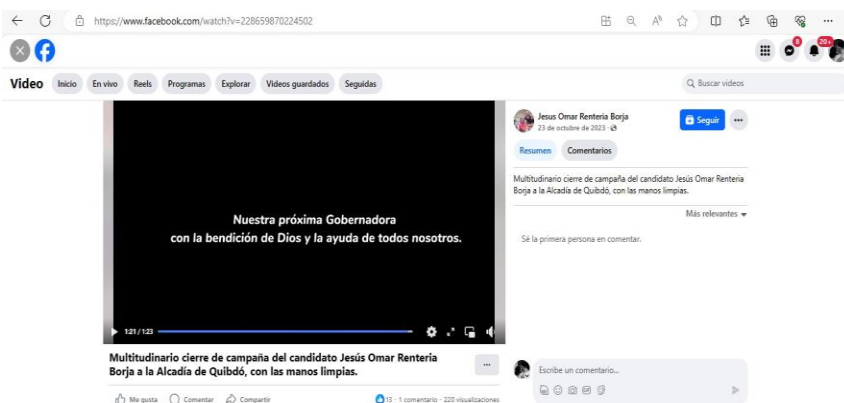 https://www.facebook.com/watch?v=228659870224502
8
20+
Video
Inicio
En vivo
Reels
Programas
Explorar
Videos guardados
Seguidas
Buscar videos
Nuestra próxima Gobernadora
con la bendición de Dios y la ayuda de todos nosotros.
1:21 / 1:23
Multitudinario cierre de campaña del candidato Jesús Omar Renteria
Borja a la Alcadía de Quibdó, con las manos limpias.
Me gusta
Comentar
Compartir
13 · 1 comentario · 220 visualizaciones
Jesus Omar Renteria Borja
23 de octubre de 2023 ·
Seguir
Resumen
Comentarios
Multitudinario cierre de campaña del candidato Jesús Omar Renteria
Borja a la Alcadía de Quibdó, con las manos limpias.
Más relevantes
Sé la primera persona en comentar.
Escribe un comentario...